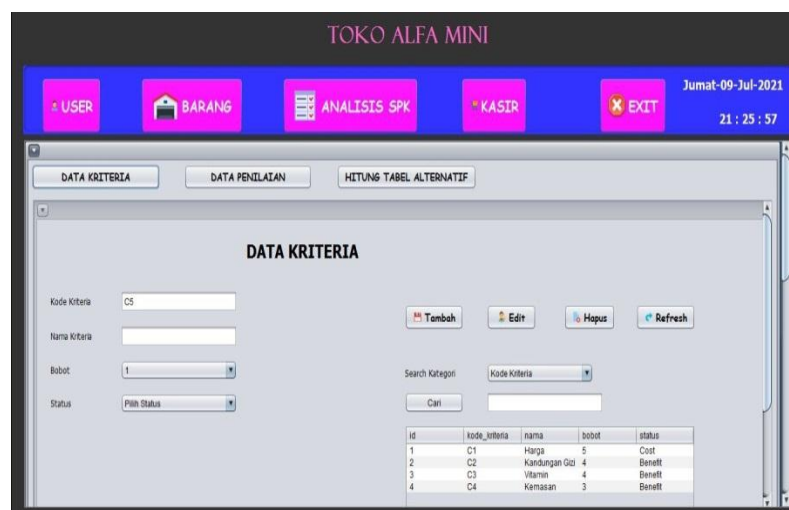 TOKO ALFA MINI
USER
BARANG
ANALISIS SPK
KASIR
EXIT
Jumat-09-Jul-2021
21 : 25 : 57
DATA KRITERIA
DATA PENILAIAN
HITUNG TABEL ALTERNATIF
DATA KRITERIA
Kode Kriteria
C5
Nama Kriteria
Bobot
1
Status
Pilih Status
Tambah
Edit
Hapus
Refresh
Search Kategori
Kode Kriteria
Cari
id kode_kriteria nama bobot status
1 C1 Harga 5 Cost
2 C2 Kandungan Gizi 4 Benefit
3 C3 Vitamin 4 Benefit
4 C4 Kemasan 3 Benefit